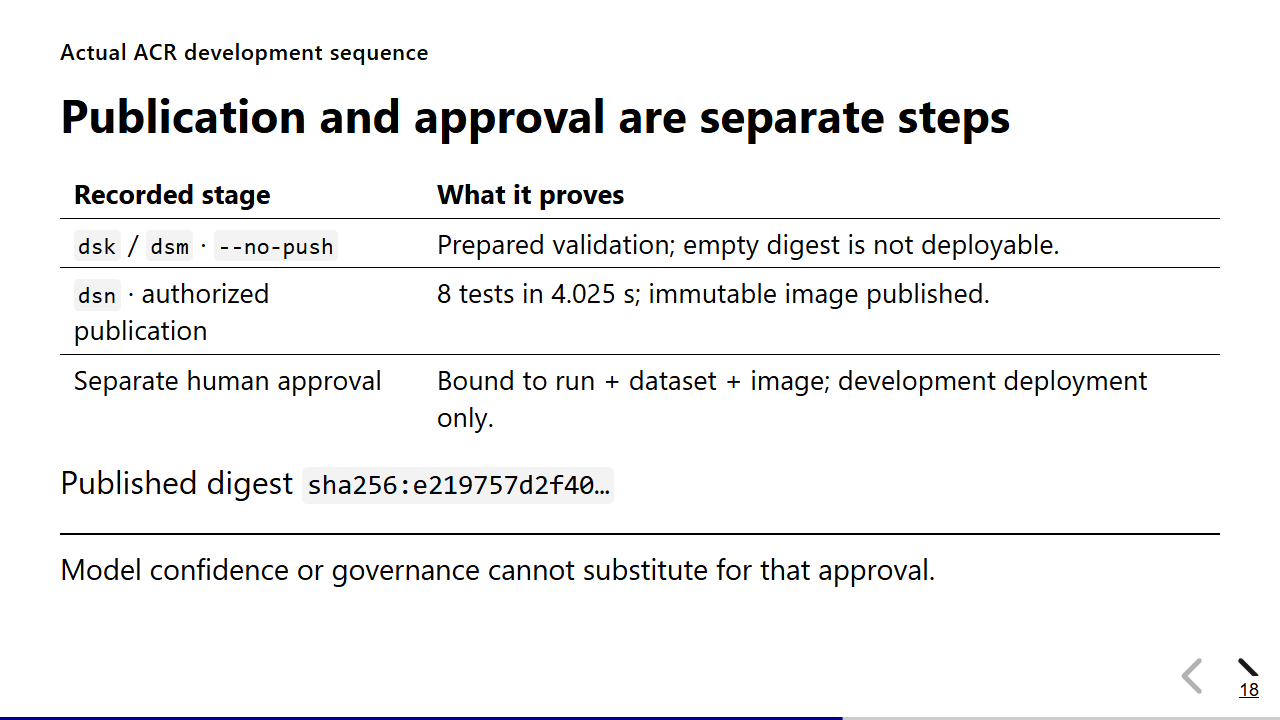 Actual ACR development sequence
Publication and approval are separate steps
Recorded stage What it proves
dsk / dsm · --no-push Prepared validation; empty digest is not deployable.
dsn · authorized publication 8 tests in 4.025 s; immutable image published.
Separate human approval Bound to run + dataset + image; development deployment only.
Published digest sha256:e219757d2f40…
Model confidence or governance cannot substitute for that approval.
18